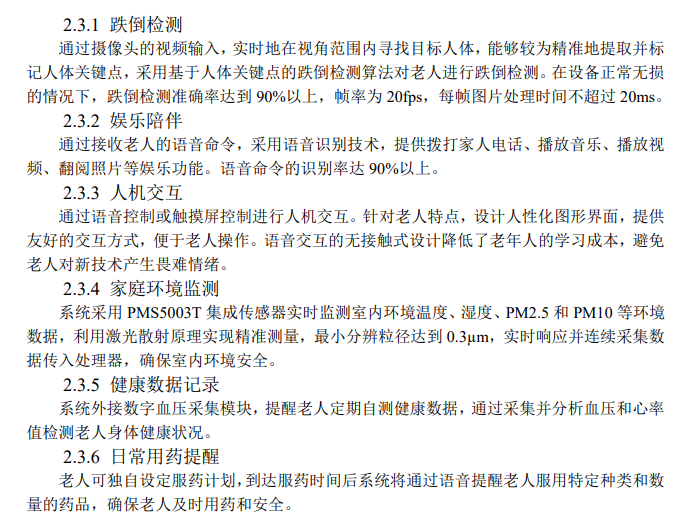 2.3.1 跌倒检测
通过摄像头的视频输入，实时地在视角范围内寻找目标人体，能够较为精准地提取并标
记人体关键点，采用基于人体关键点的跌倒检测算法对老人进行跌倒检测。在设备正常无损
的情况下，跌倒检测准确率达到 90%以上，帧率为 20fps，每帧图片处理时间不超过 20ms。
2.3.2 娱乐陪伴
通过接收老人的语音命令，采用语音识别技术，提供拨打家人电话、播放音乐、播放视
频、翻阅照片等娱乐功能。语音命令的识别率达 90%以上。
2.3.3 人机交互
通过语音控制或触摸屏控制进行人机交互。针对老人特点，设计人性化图形界面，提供
友好的交互方式，便于老人操作。语音交互的无接触式设计降低了老年人的学习成本，避免
老人对新技术产生畏难情绪。
2.3.4 家庭环境监测
系统采用 PMS5003T 集成传感器实时监测室内环境温度、湿度、PM2.5 和 PM10 等环境
数据，利用激光散射原理实现精准测量，最小分辨粒径达到 0.3μm，实时响应并连续采集数
据传入处理器，确保室内环境安全。
2.3.5 健康数据记录
系统外接数字血压采集模块，提醒老人定期自测健康数据，通过采集并分析血压和心率
值检测老人身体健康状况。
2.3.6 日常用药提醒
老人可独自设定服药计划，到达服药时间后系统将通过语音提醒老人服用特定种类和数
量的药品，确保老人及时用药和安全。